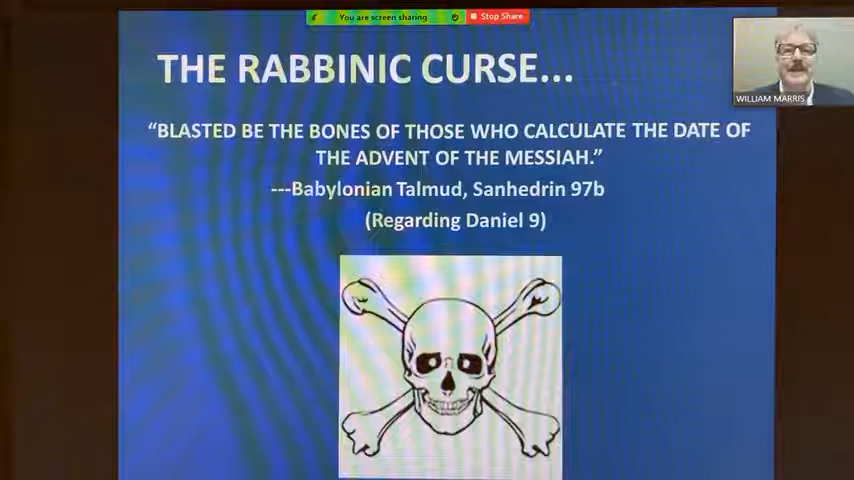 You are screen sharing
Stop Share
THE RABBINIC CURSE...
WILLIAM MARRIS
“BLASTED BE THE BONES OF THOSE WHO CALCULATE THE DATE OF
THE ADVENT OF THE MESSIAH.”
---Babylonian Talmud, Sanhedrin 97b
(Regarding Daniel 9)